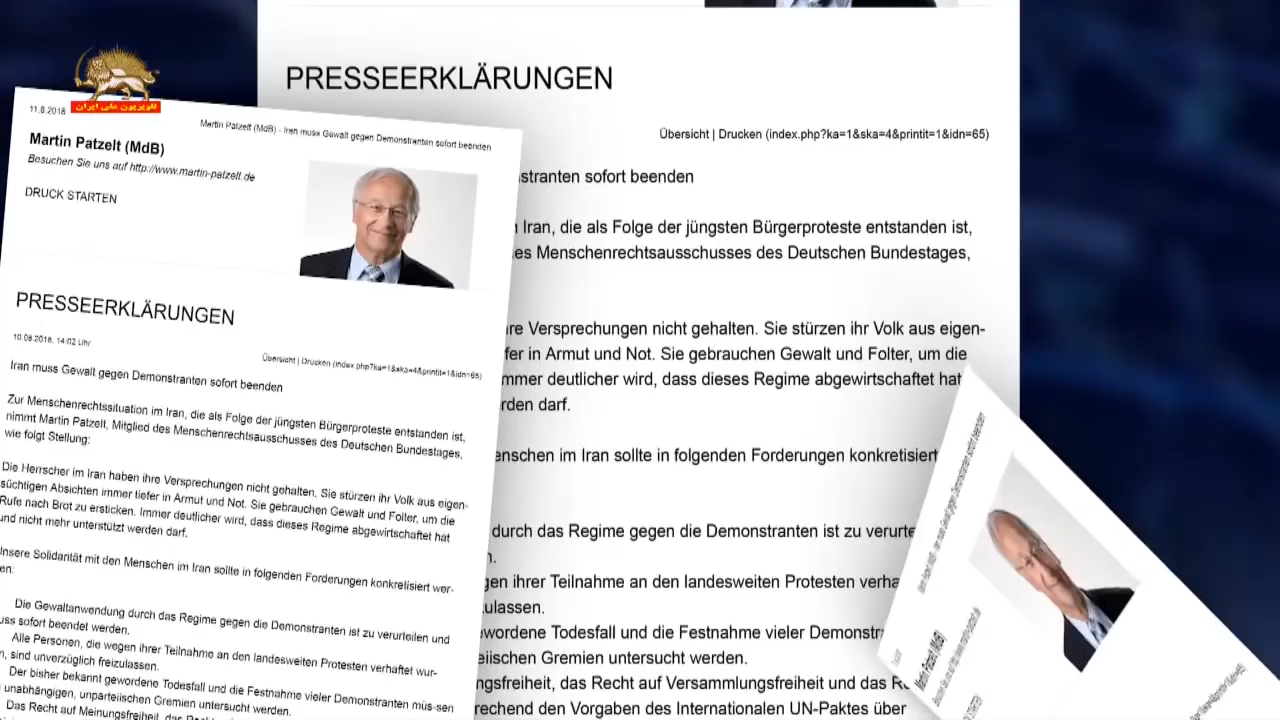 تلویزیون ملی ایران
11.8.2018
Martin Patzelt (MdB) - Iran muss Gewalt gegen Demonstranten sofort beenden
Martin Patzelt (MdB)
Besuchen Sie uns auf http://www.martin-patzelt.de
DRUCK STARTEN
PRESSEERKLÄRUNGEN
10.08.2018, 14:02 Uhr
Übersicht | Drucken (index.php?ka=1&ska=4&printit=1&idn=65)
Iran muss Gewalt gegen Demonstranten sofort beenden
Zur Menschenrechtssituation im Iran, die als Folge der jüngsten Bürgerproteste entstanden ist,
nimmt Martin Patzelt, Mitglied des Menschenrechtsausschusses des Deutschen Bundestages,
wie folgt Stellung:
Die Herrscher im Iran haben ihre Versprechungen nicht gehalten. Sie stürzen ihr Volk aus eigen-
süchtigen Absichten immer tiefer in Armut und Not. Sie gebrauchen Gewalt und Folter, um die
Rufe nach Brot zu ersticken. Immer deutlicher wird, dass dieses Regime abgewirtschaftet hat
und nicht mehr unterstützt werden darf.
Unsere Solidarität mit den Menschen im Iran sollte in folgenden Forderungen konkretisiert wer-
en:
Die Gewaltanwendung durch das Regime gegen die Demonstranten ist zu verurteilen und
uss sofort beendet werden.
Alle Personen, die wegen ihrer Teilnahme an den landesweiten Protesten verhaftet wur-
, sind unverzüglich freizulassen.
Der bisher bekannt gewordene Todesfall und die Festnahme vieler Demonstranten müs-sen
unabhängigen, unparteiischen Gremien untersucht werden.
Das Recht auf Meinungsfreiheit, das
PRESSEERKLÄRUNGEN
Übersicht | Drucken (index.php?ka=1&ska=4&printit=1&idn=65)
stranten sofort beenden
Iran, die als Folge der jüngsten Bürgerproteste entstanden ist,
es Menschenrechtsausschusses des Deutschen Bundestages,
re Versprechungen nicht gehalten. Sie stürzen ihr Volk aus eigen-
fer in Armut und Not. Sie gebrauchen Gewalt und Folter, um die
mmer deutlicher wird, dass dieses Regime abgewirtschaftet hat
rden darf.
enschen im Iran sollte in folgenden Forderungen konkretisiert
durch das Regime gegen die Demonstranten ist zu verurte
n.
gen ihrer Teilnahme an den landesweiten Protesten verha
ulassen.
ewordene Todesfall und die Festnahme vieler Demonstra
eiischen Gremien untersucht werden.
ngsfreiheit, das Recht auf Versammlungsfreiheit und das R
rechend den Vorgaben des Internationalen UN-Paktes über
Martin Patzelt (MdB)